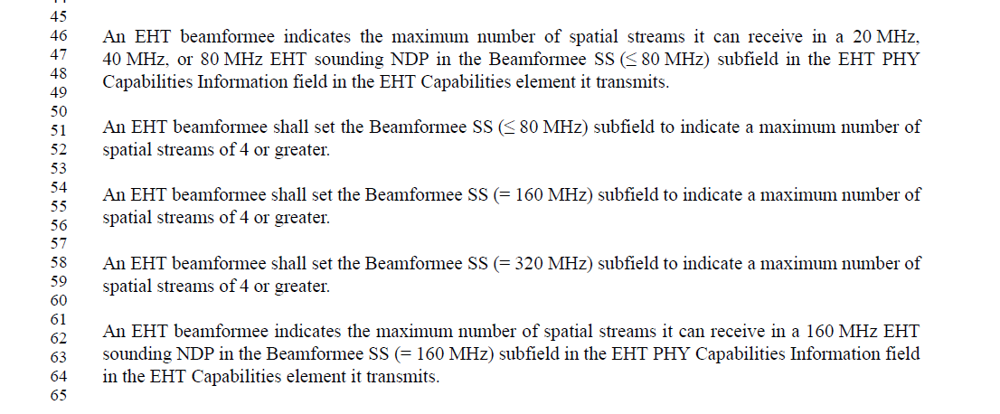 45
46 An EHT beamformee indicates the maximum number of spatial streams it can receive in a 20 MHz,
47 40 MHz, or 80 MHz EHT sounding NDP in the Beamformee SS (≤ 80 MHz) subfield in the EHT PHY
48 Capabilities Information field in the EHT Capabilities element it transmits.
49
50
51 An EHT beamformee shall set the Beamformee SS (≤ 80 MHz) subfield to indicate a maximum number of
52 spatial streams of 4 or greater.
53
54 An EHT beamformee shall set the Beamformee SS (= 160 MHz) subfield to indicate a maximum number of
55
56 spatial streams of 4 or greater.
57
58 An EHT beamformee shall set the Beamformee SS (= 320 MHz) subfield to indicate a maximum number of
59 spatial streams of 4 or greater.
60
61
62 An EHT beamformee indicates the maximum number of spatial streams it can receive in a 160 MHz EHT
63 sounding NDP in the Beamformee SS (= 160 MHz) subfield in the EHT PHY Capabilities Information field
64 in the EHT Capabilities element it transmits.
65